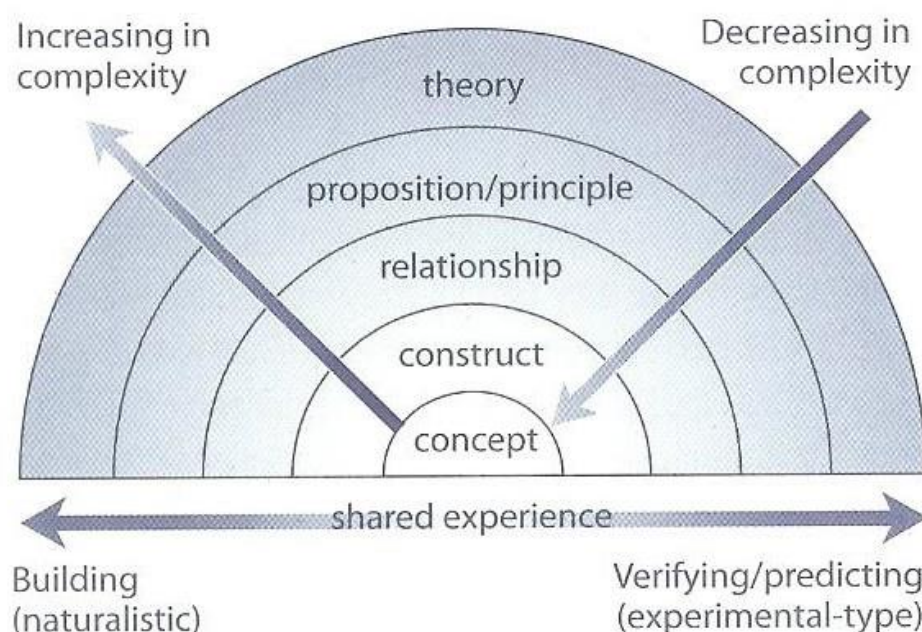 Increasing in
complexity
Decreasing in
complexity
theory
proposition/principle
relationship
construct
concept
shared experience
Building
(naturalistic)
Verifying/predicting
(experimental-type)